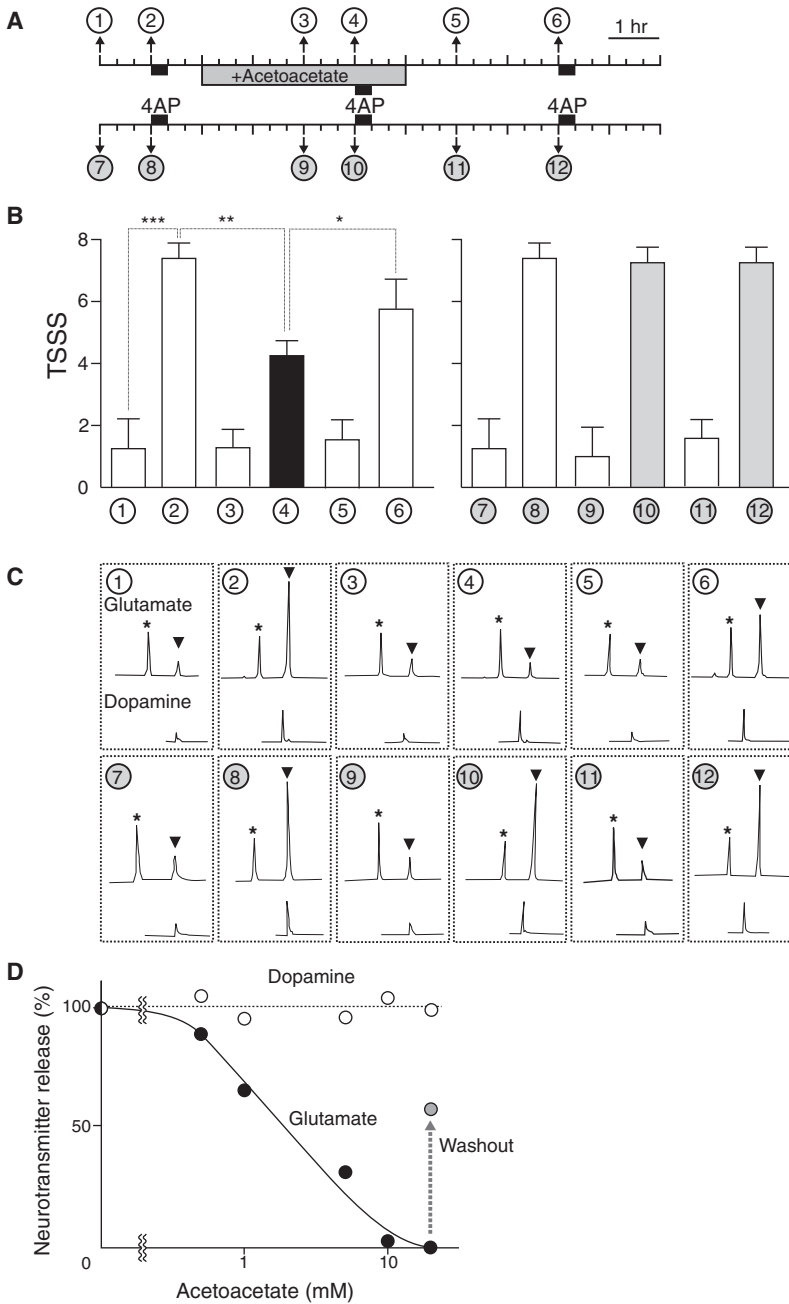 A
1 2 3 4 5 6 1 hr
+Acetoacetate
4AP 4AP 4AP
7 8 9 10 11 12
B
*** ** *
TSSS
8
6
4
2
0
1 2 3 4 5 6 7 8 9 10 11 12
C
1 2 3 4 5 6
Glutamate
* * * * * *
Dopamine
7 8 9 10 11 12
* * * * * *
D
Neurotransmitter release (%)
Dopamine
100
50
Glutamate
Washout
0
1 10
Acetoacetate (mM)